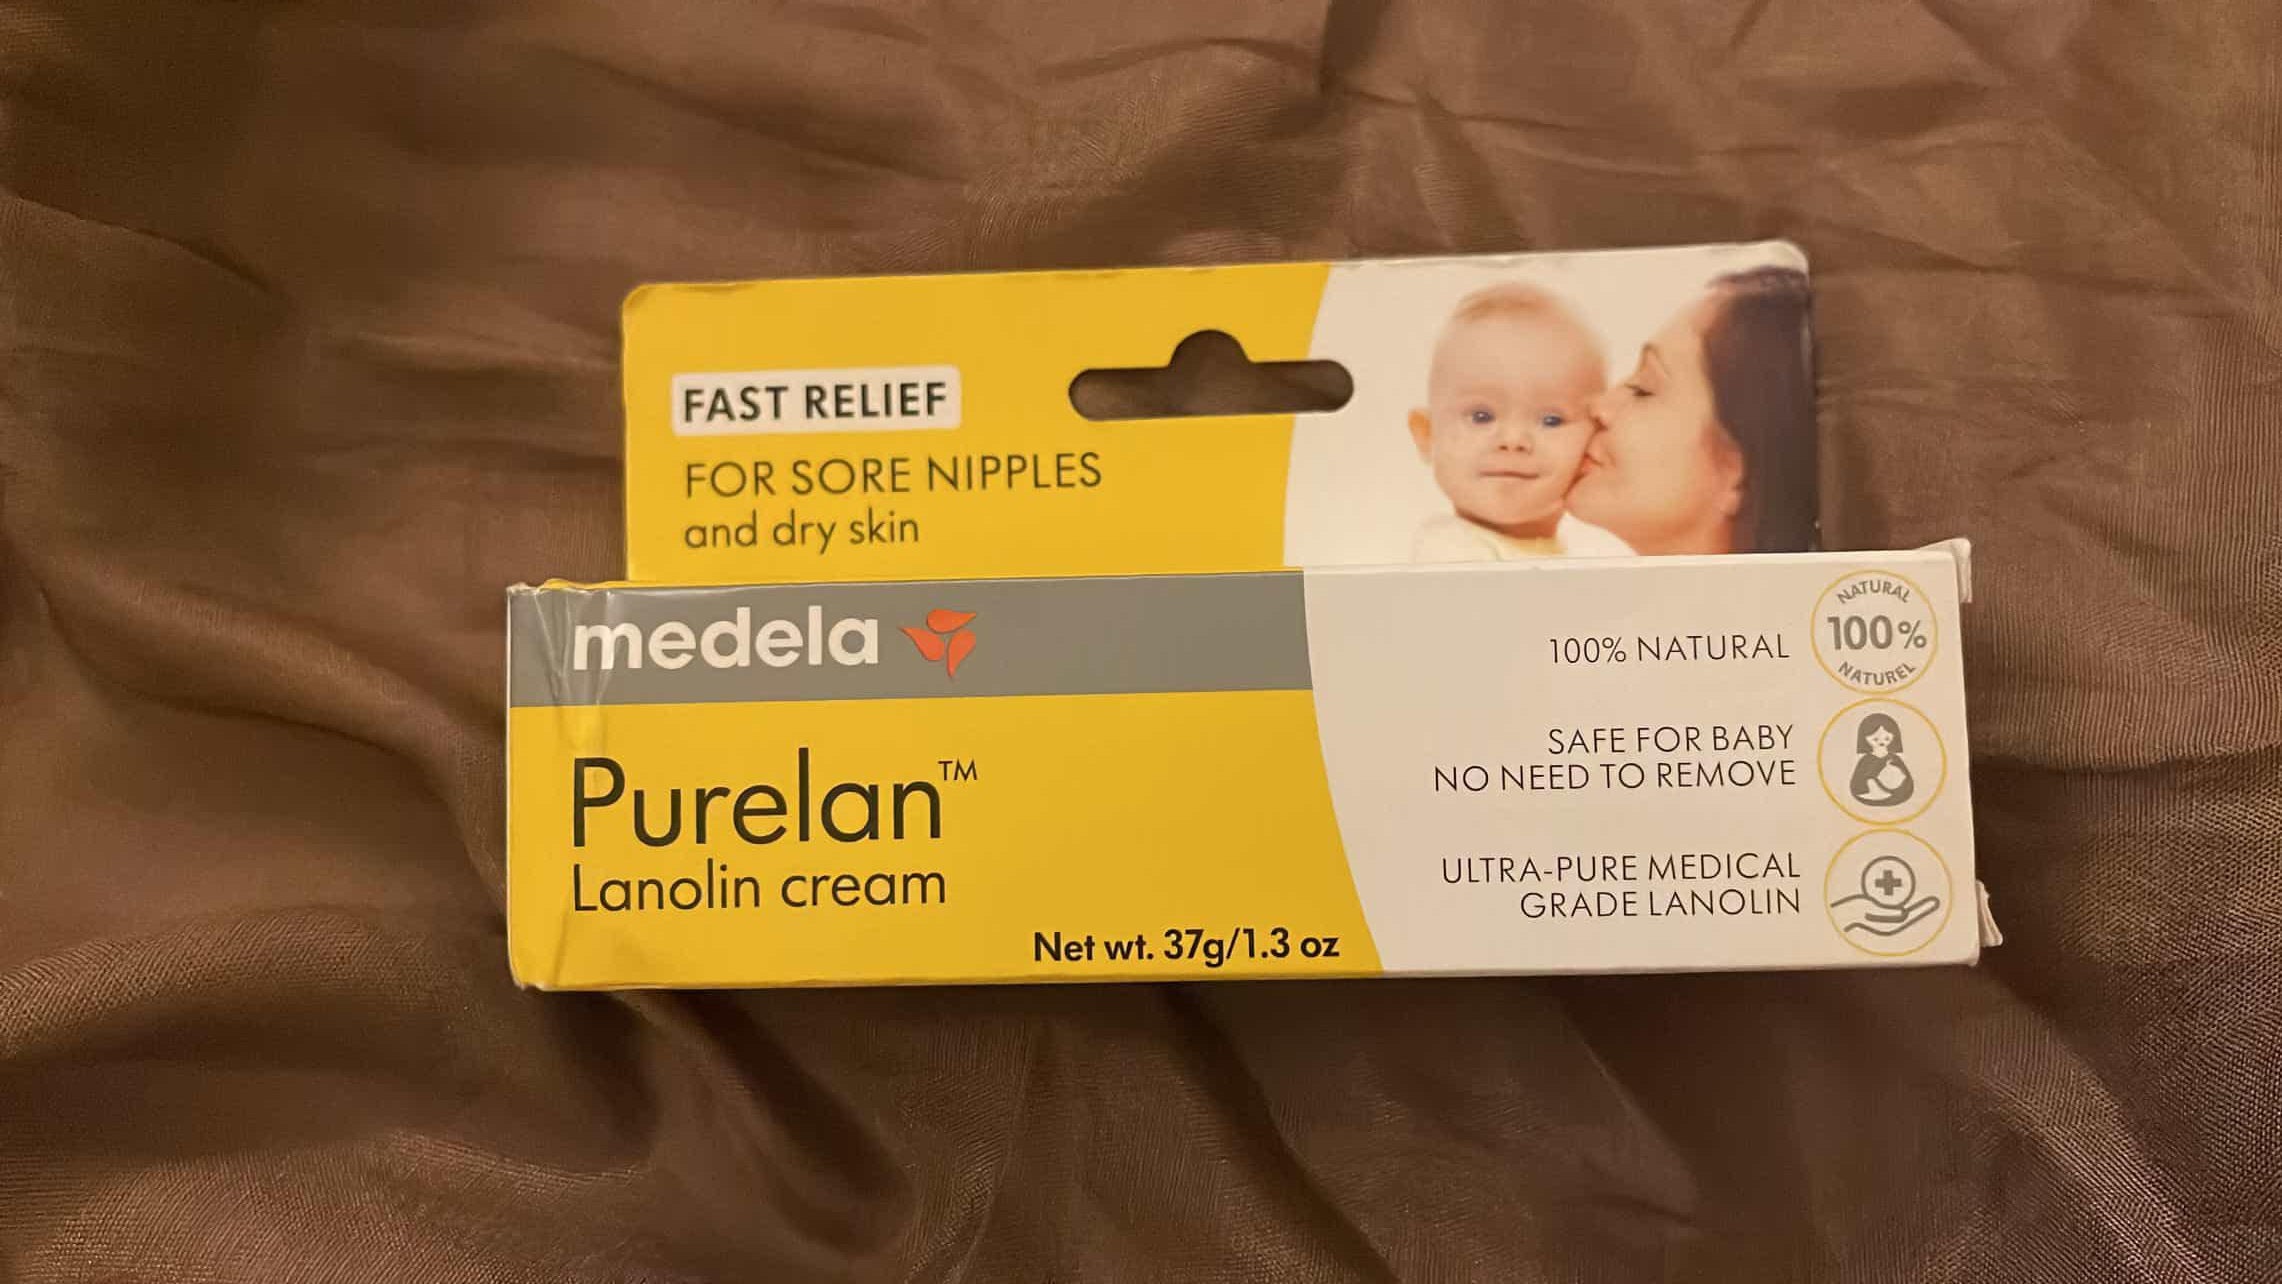 FAST RELIEF
FOR SORE NIPPLES
and dry skin
medela
Purelan™
Lanolin cream
Net wt. 37g/1.3 oz
100% NATURAL
NATURAL
100%
NATUREL
SAFE FOR BABY
NO NEED TO REMOVE
ULTRA-PURE MEDICAL
GRADE LANOLIN